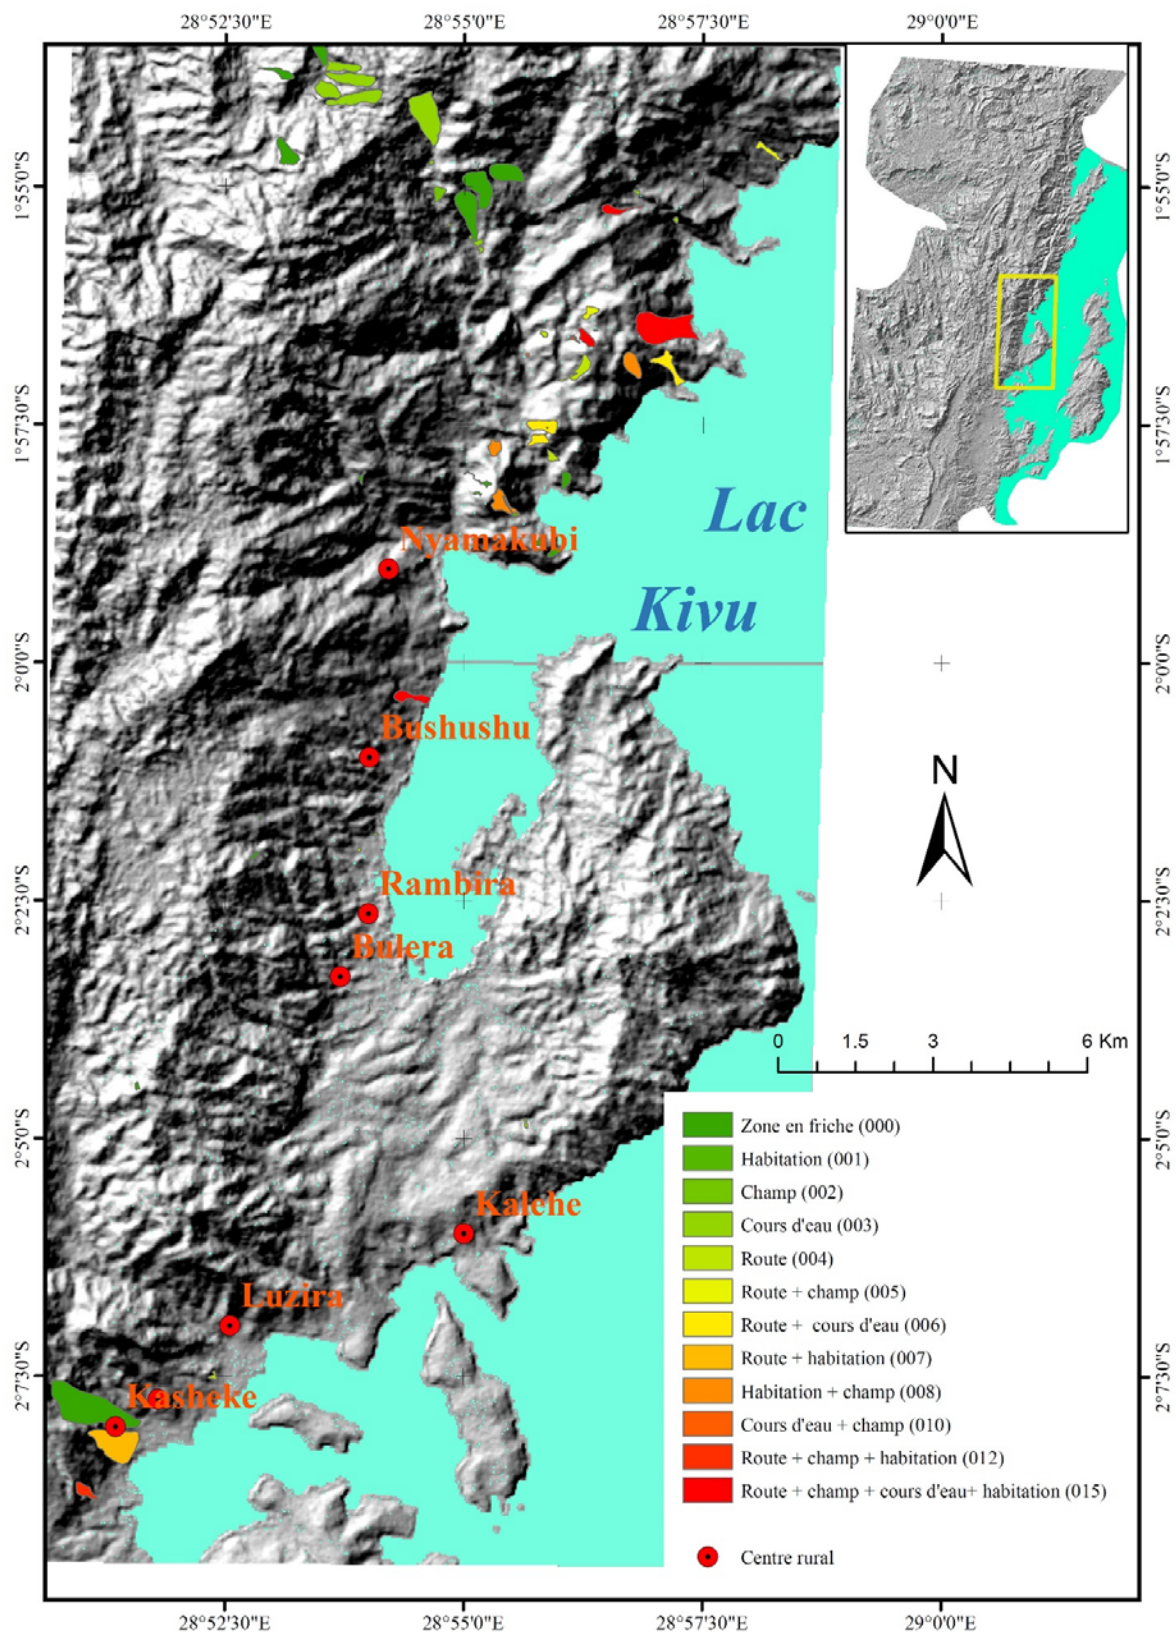 28°52'30"E
28°55'0"E
28°57'30"E
29°0'0"E
1°55'0"S
1°55'0"S
1°57'30"S
1°57'30"S
Lac
Nyamakubi
Kivu
2°0'0"S
2°0'0"S
Bushushu
N
Rambira
2°2'30"S
2°2'30"S
Bulera
0 1.5 3 6 Km
2°5'0"S
2°5'0"S
Zone en friche (000)
Habitation (001)
Champ (002)
Kalehe
Cours d'eau (003)
Route (004)
Luzira
Route + champ (005)
Route + cours d'eau (006)
Route + habitation (007)
2°7'30"S
2°7'30"S
Kasheke
Habitation + champ (008)
Cours d'eau + champ (010)
Route + champ + habitation (012)
Route + champ + cours d'eau+ habitation (015)
Centre rural
28°52'30"E
28°55'0"E
28°57'30"E
29°0'0"E